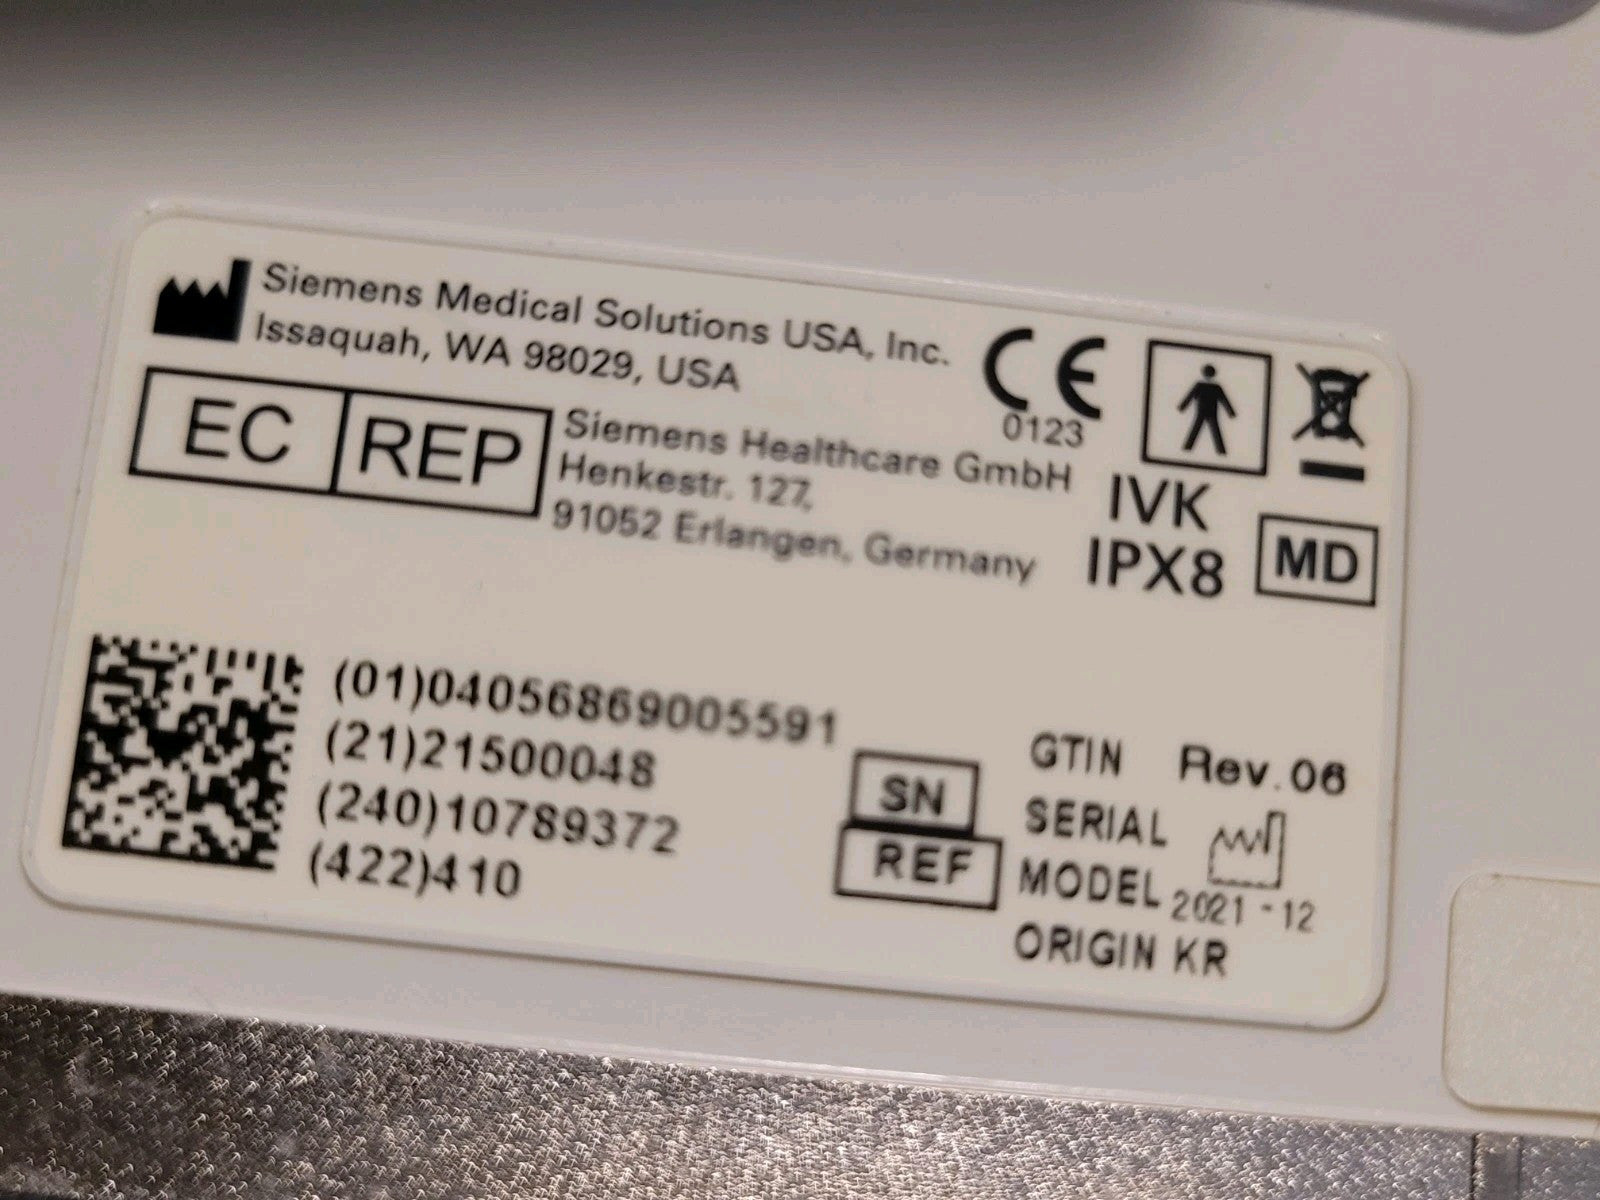 Siemens Medical Solutions USA, Inc.
Issaquah, WA 98029, USA
CE
0123
EC REP
Siemens Healthcare GmbH
Henkestr. 127,
91052 Erlangen, Germany
IVK
IPX8
MD
(01)04056869005591
(21)21500048
(240)10789372
(422)410
SN
REF
GTIN Rev.06
SERIAL
MODEL 2021-12
ORIGIN KR